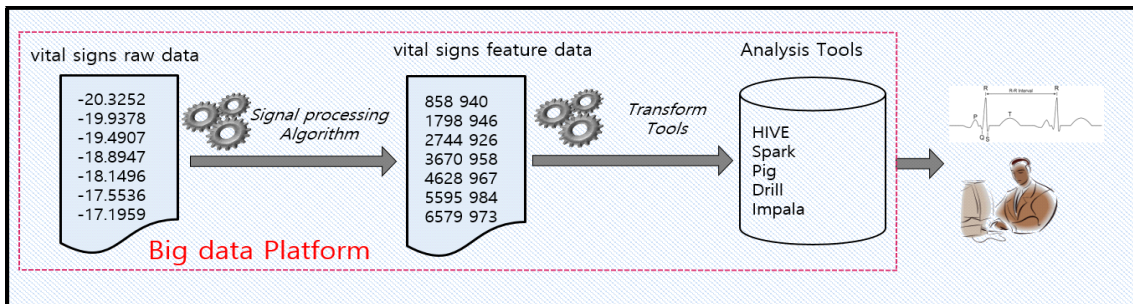 vital signs raw data
-20.3252
-19.9378
-19.4907
-18.8947
-18.1496
-17.5536
-17.1959
Signal processing
Algorithm
vital signs feature data
858 940
1798 946
2744 926
3670 958
4628 967
5595 984
6579 973
Transform
Tools
Analysis Tools
HIVE
Spark
Pig
Drill
Impala
Big data Platform
R
R-R Interval
R
P
T
Q
S